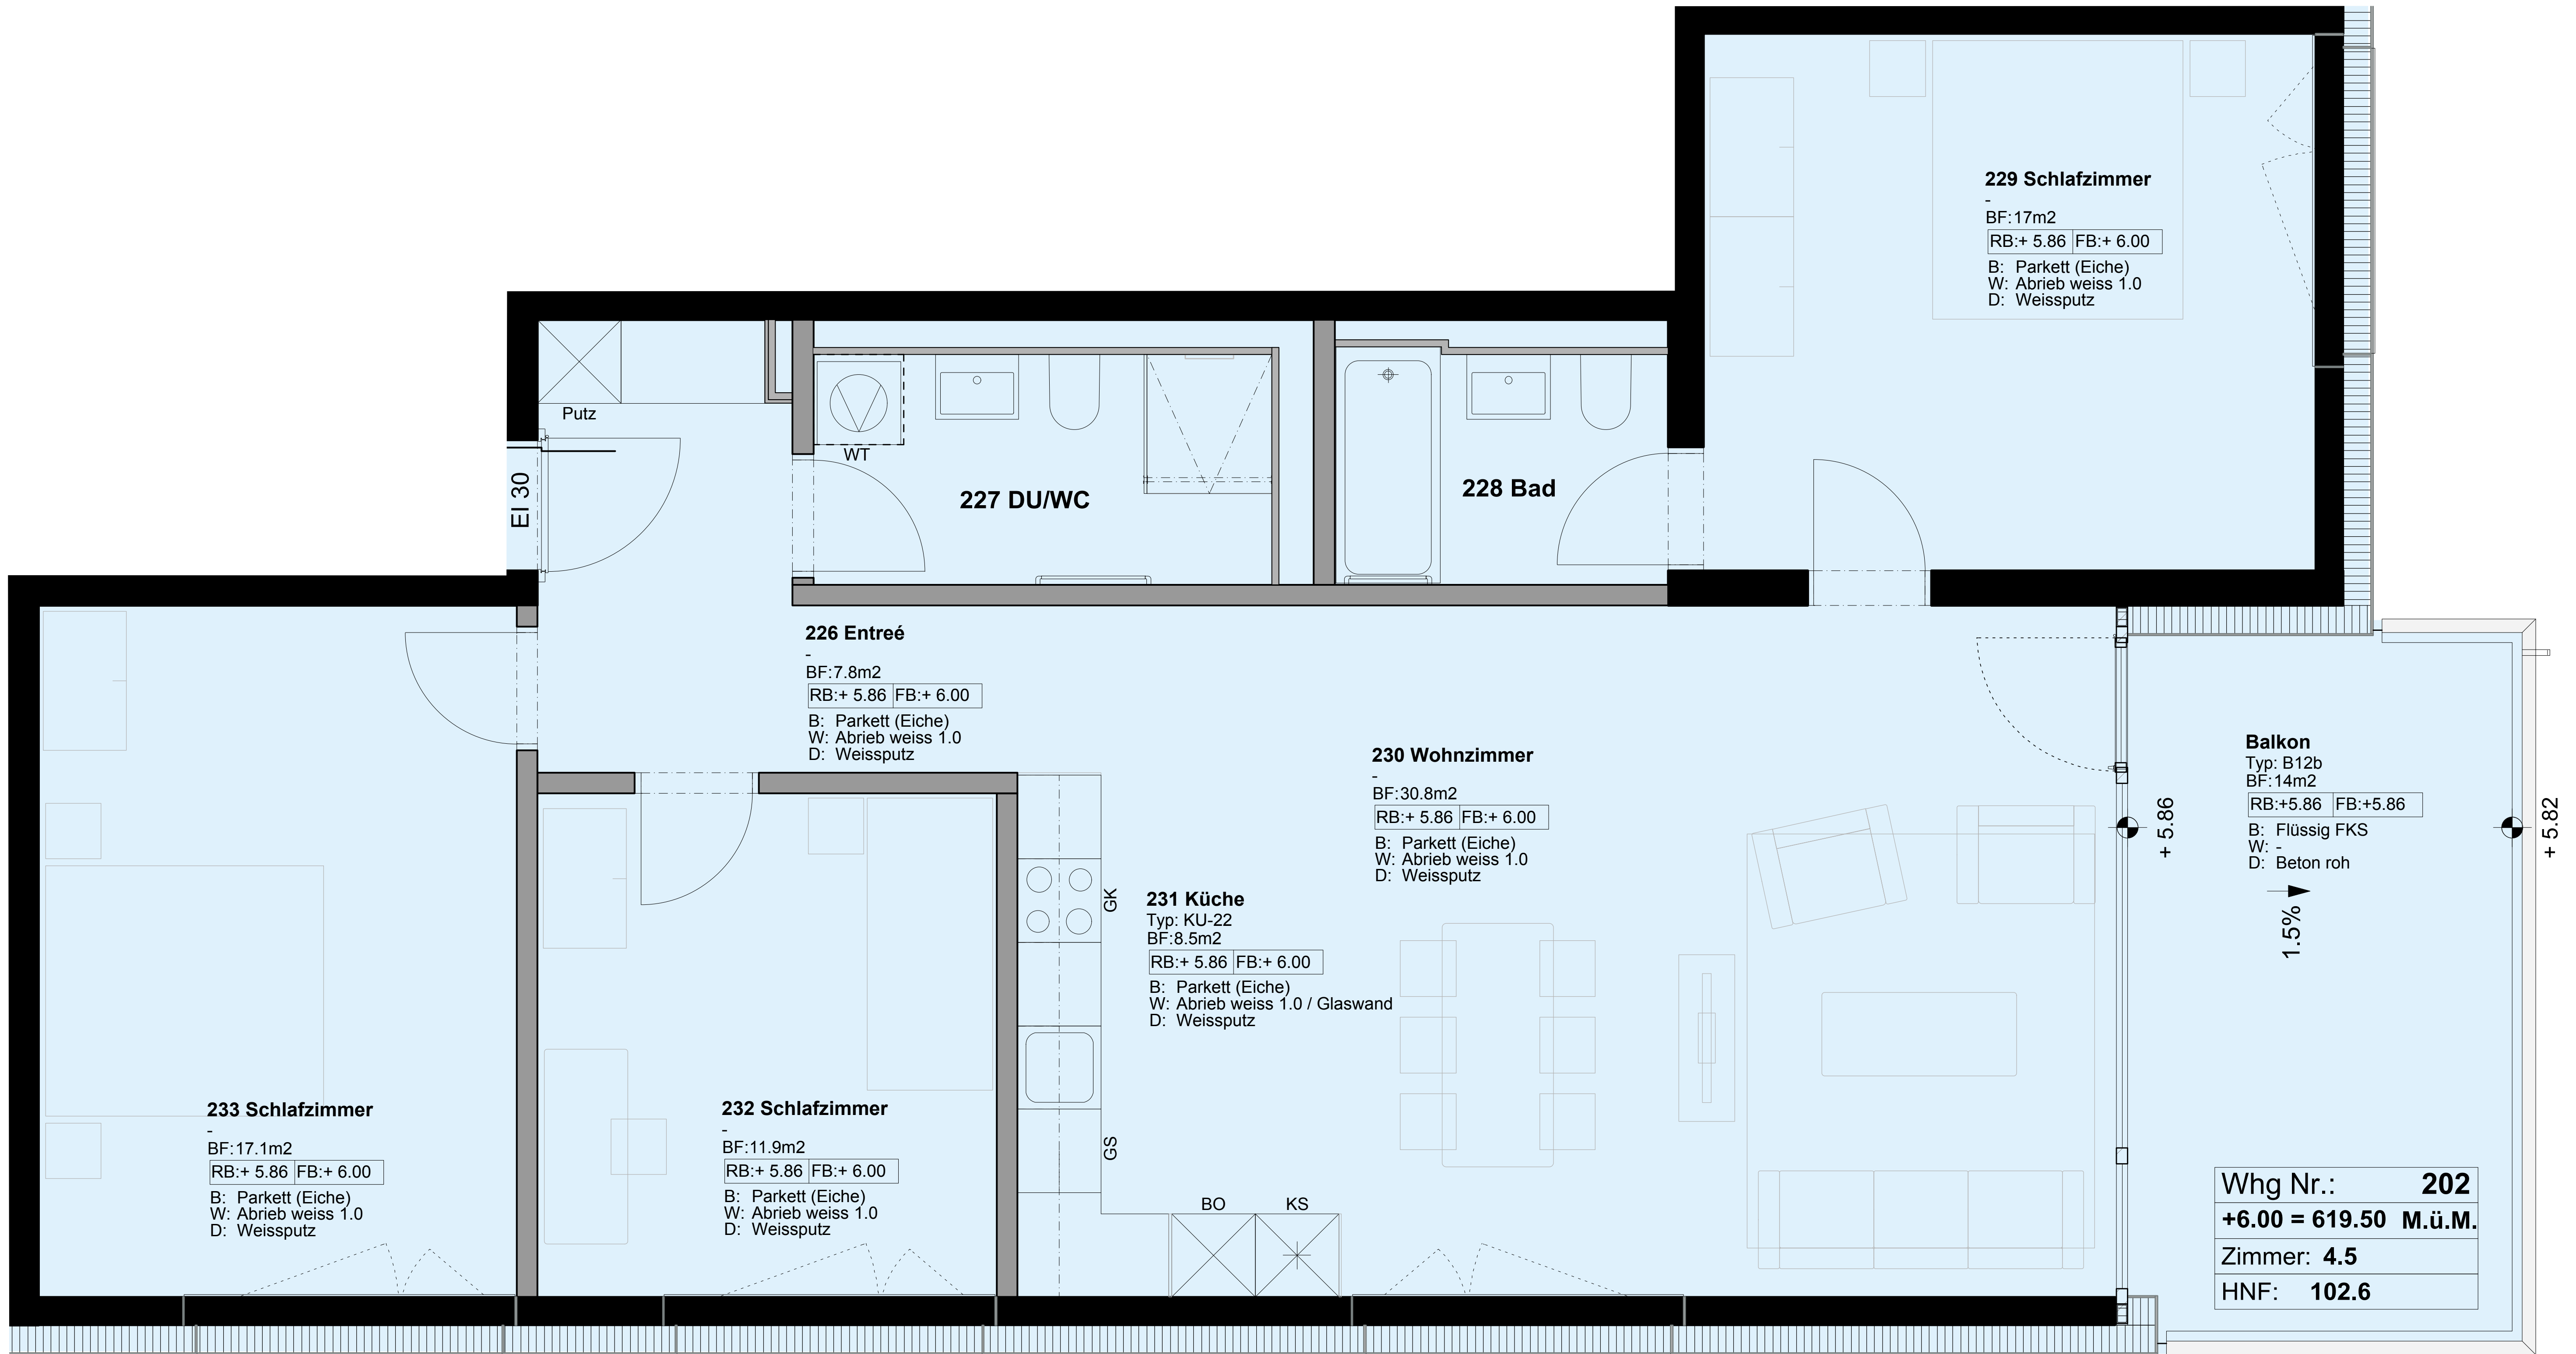 229 Schlafzimmer
-
BF:17m2
RB:+ 5.86 FB:+ 6.00
B: Parkett (Eiche)
W: Abrieb weiss 1.0
D: Weissputz
Putz
EI 30
WT
227 DU/WC
228 Bad
226 Entreé
-
BF:7.8m2
RB:+ 5.86 FB:+ 6.00
B: Parkett (Eiche)
W: Abrieb weiss 1.0
D: Weissputz
230 Wohnzimmer
-
BF:30.8m2
RB:+ 5.86 FB:+ 6.00
B: Parkett (Eiche)
W: Abrieb weiss 1.0
D: Weissputz
Balkon
Typ: B12b
BF:14m2
RB:+5.86 FB:+5.86
B: Flüssig FKS
W: -
D: Beton roh
1.5%
+ 5.86
+ 5.82
GK
231 Küche
Typ: KU-22
BF:8.5m2
RB:+ 5.86 FB:+ 6.00
B: Parkett (Eiche)
W: Abrieb weiss 1.0 / Glaswand
D: Weissputz
GS
BO
KS
233 Schlafzimmer
-
BF:17.1m2
RB:+ 5.86 FB:+ 6.00
B: Parkett (Eiche)
W: Abrieb weiss 1.0
D: Weissputz
232 Schlafzimmer
-
BF:11.9m2
RB:+ 5.86 FB:+ 6.00
B: Parkett (Eiche)
W: Abrieb weiss 1.0
D: Weissputz
Whg Nr.: 202
+6.00 = 619.50 M.ü.M.
Zimmer: 4.5
HNF: 102.6